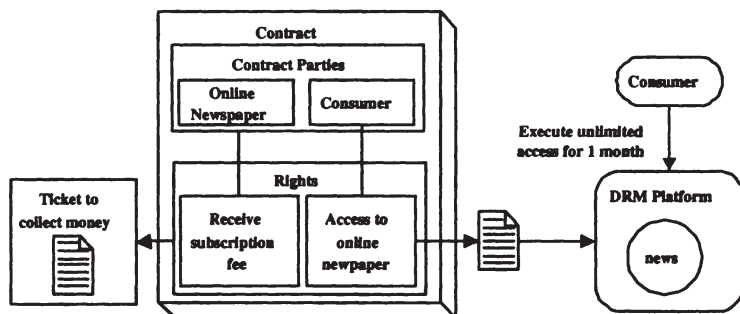 Contract
Contract Parties
Online
Newspaper
Consumer
Rights
Receive
subscription
fee
Access to
online
newpaper
Ticket to
collect money
Consumer
Execute unlimited
access for 1 month
DRM Platform
news